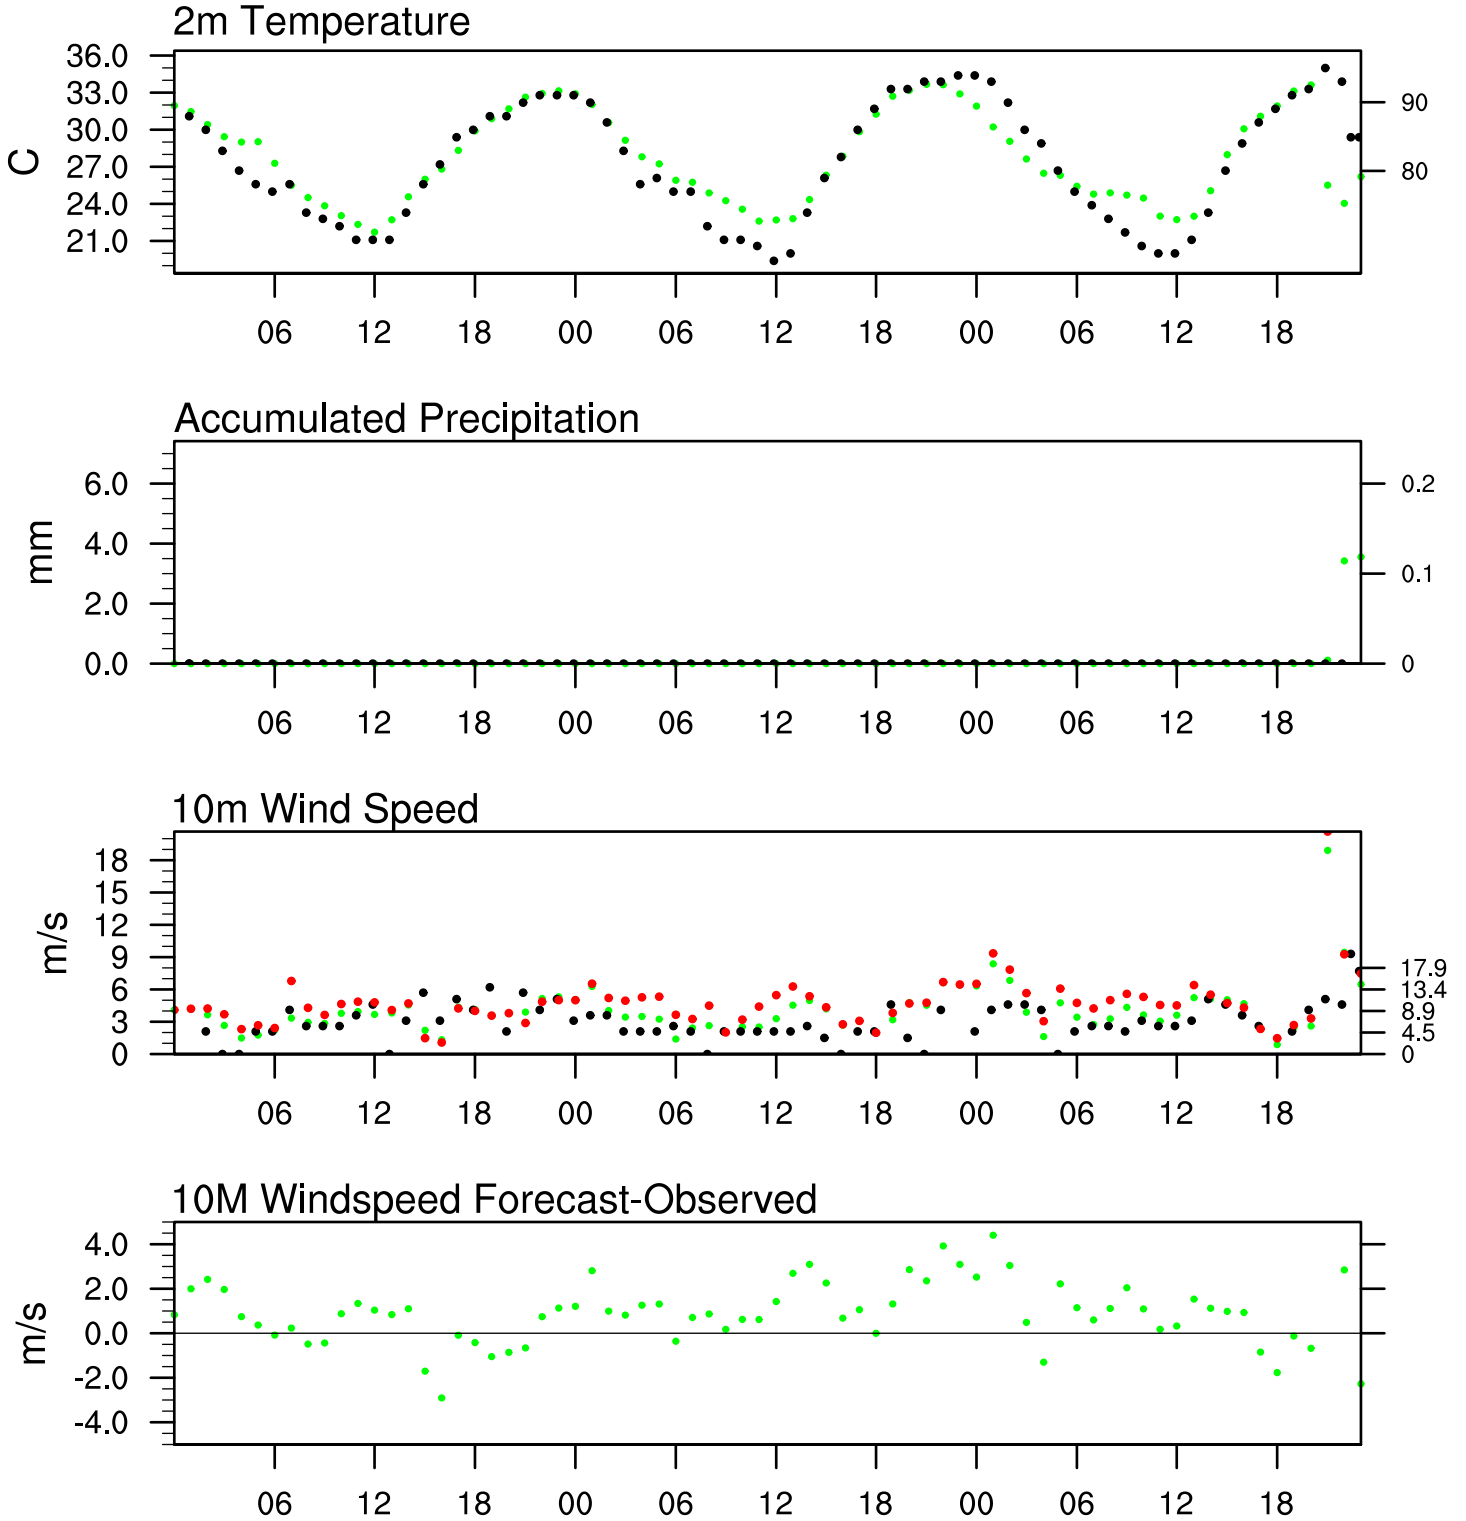 2m Temperature
36.0
33.0
30.0
27.0
24.0
21.0
C
90
80
06 12 18 00 06 12 18 00 06 12 18
Accumulated Precipitation
6.0
4.0
2.0
0.0
mm
0.2
0.1
0
06 12 18 00 06 12 18 00 06 12 18
10m Wind Speed
18
15
12
9
6
3
0
m/s
17.9
13.4
8.9
4.5
0
06 12 18 00 06 12 18 00 06 12 18
10M Windspeed Forecast-Observed
4.0
2.0
0.0
-2.0
-4.0
m/s
06 12 18 00 06 12 18 00 06 12 18